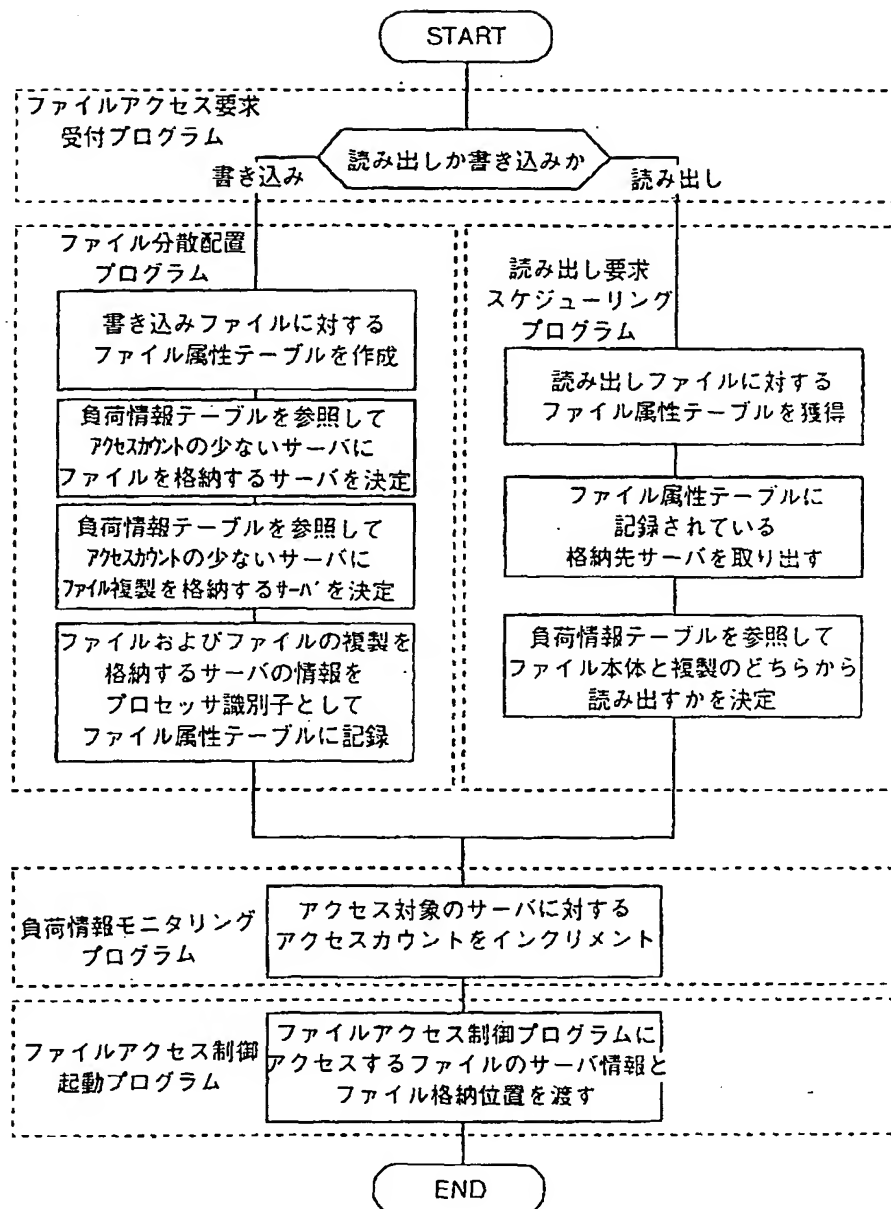 START
ファイルアクセス要求
受付プログラム
読み出しか書き込みか
書き込み
読み出し
ファイル分散配置
プログラム
書き込みファイルに対する
ファイル属性テーブルを作成
負荷情報テーブルを参照して
アクセスカウントの少ないサーバに
ファイルを格納するサーバを決定
負荷情報テーブルを参照して
アクセスカウントの少ないサーバに
ファイル複製を格納するサーバを決定
ファイルおよびファイルの複製を
格納するサーバの情報を
プロセッサ識別子として
ファイル属性テーブルに記録
読み出し要求
スケジューリング
プログラム
読み出しファイルに対する
ファイル属性テーブルを獲得
ファイル属性テーブルに
記録されている
格納先サーバを取り出す
負荷情報テーブルを参照して
ファイル本体と複製のどちらから
読み出すかを決定
負荷情報モニタリング
プログラム
アクセス対象のサーバに対する
アクセスカウントをインクリメント
ファイルアクセス制御
起動プログラム
ファイルアクセス制御プログラムに
アクセスするファイルのサーバ情報と
ファイル格納位置を渡す
END